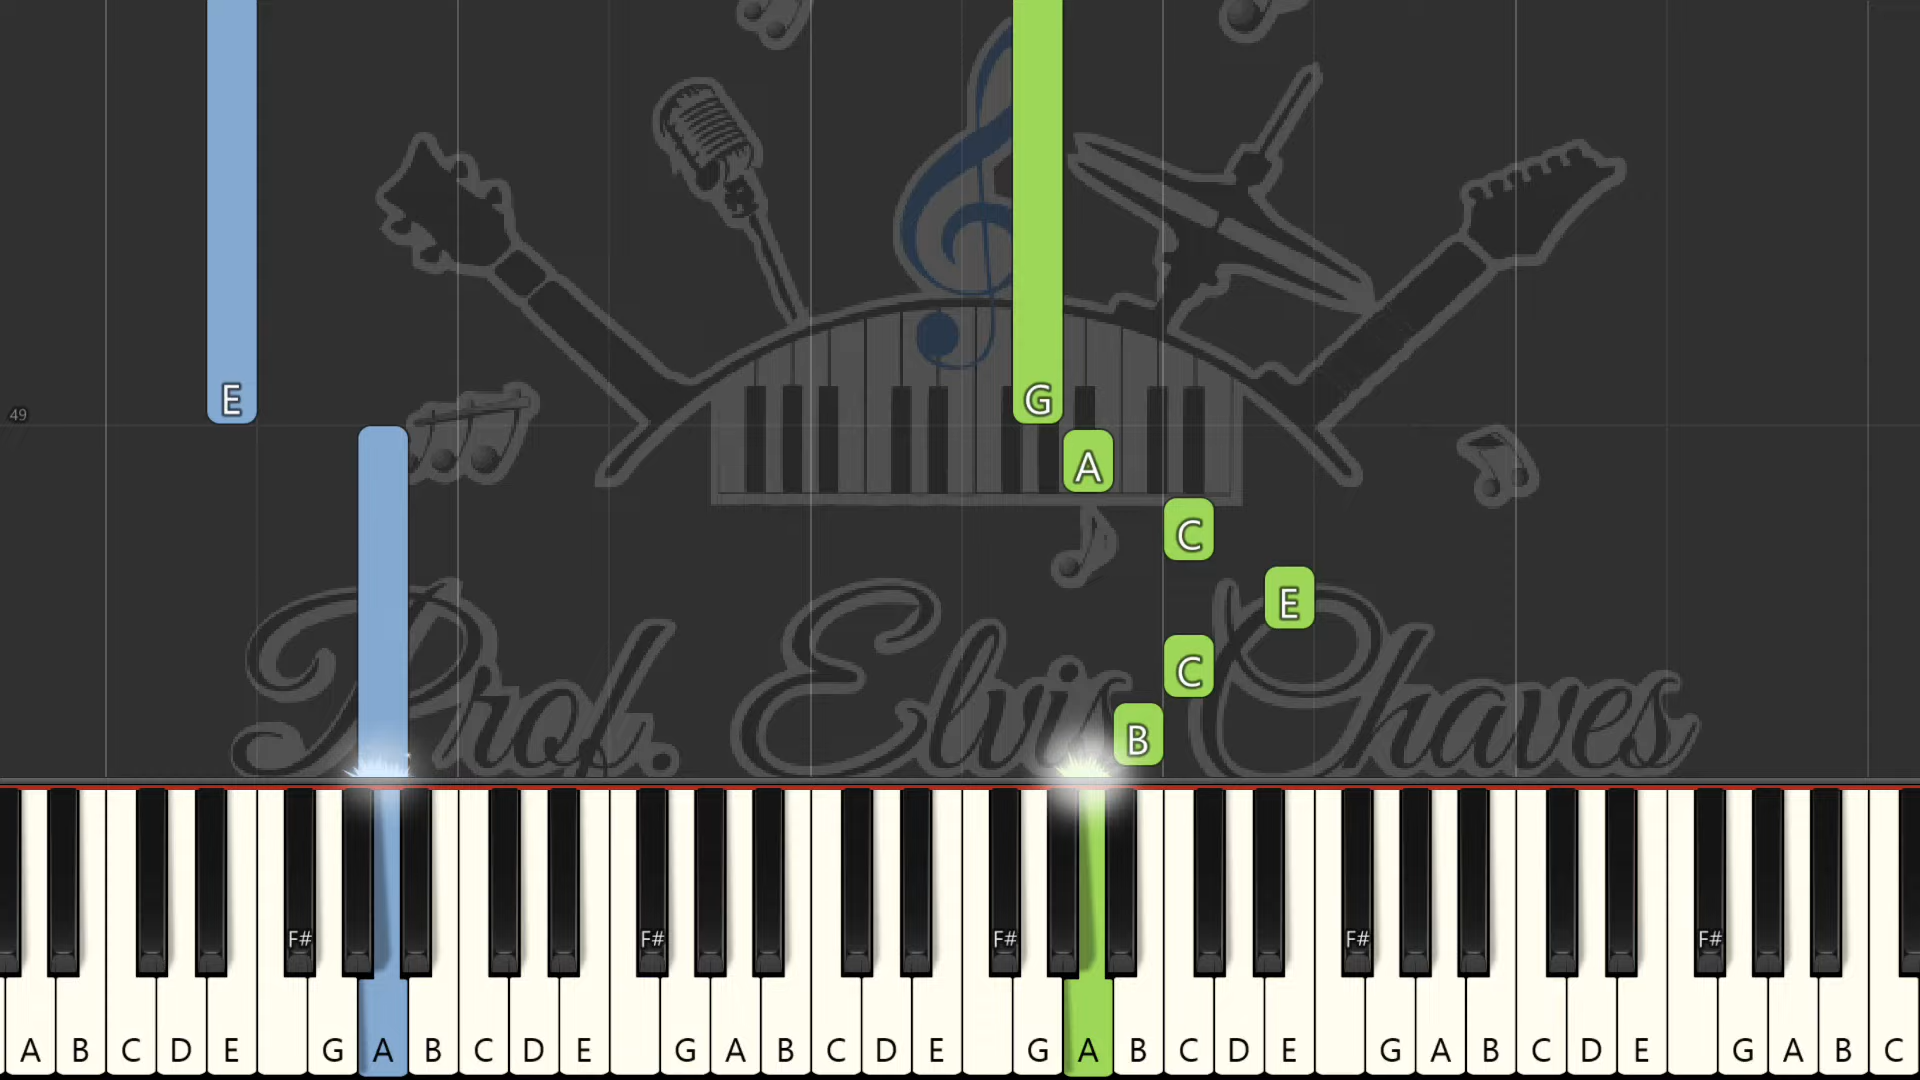 E
G
49
A
C
E
C
Prof. Elvis Chaves
B
F# F# F# F# F#
A B C D E G A B C D E G A B C D E G A B C D E G A B C D E G A B C